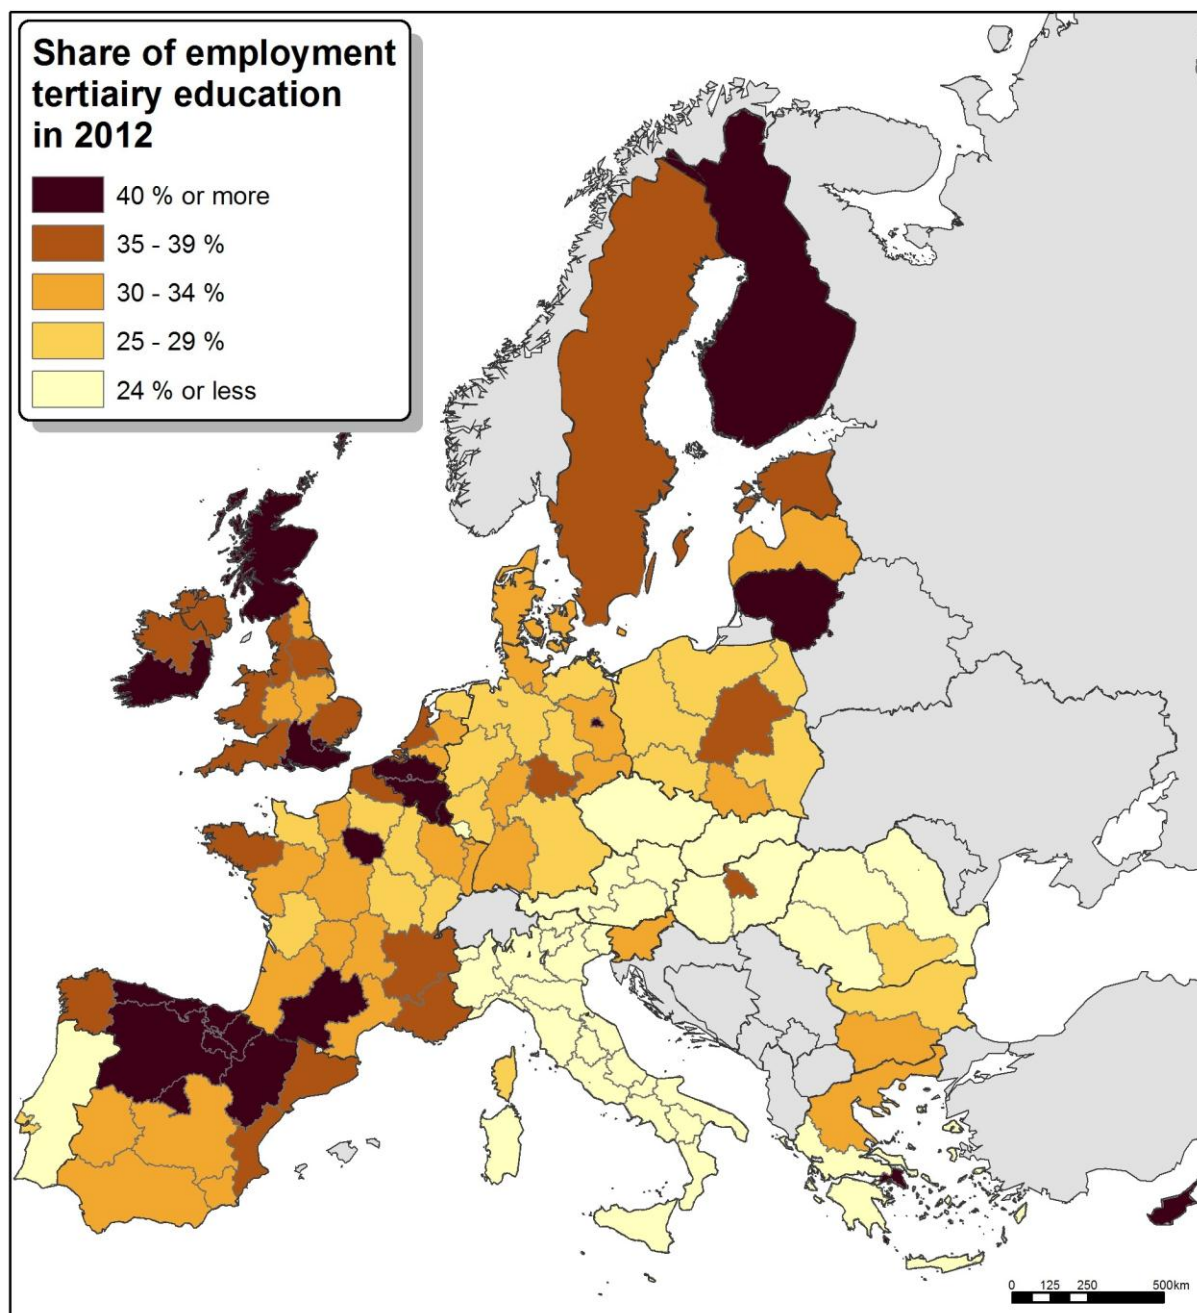 Share of employment
tertiairy education
in 2012
40 % or more
35 - 39 %
30 - 34 %
25 - 29 %
24 % or less
0 125 250 500km